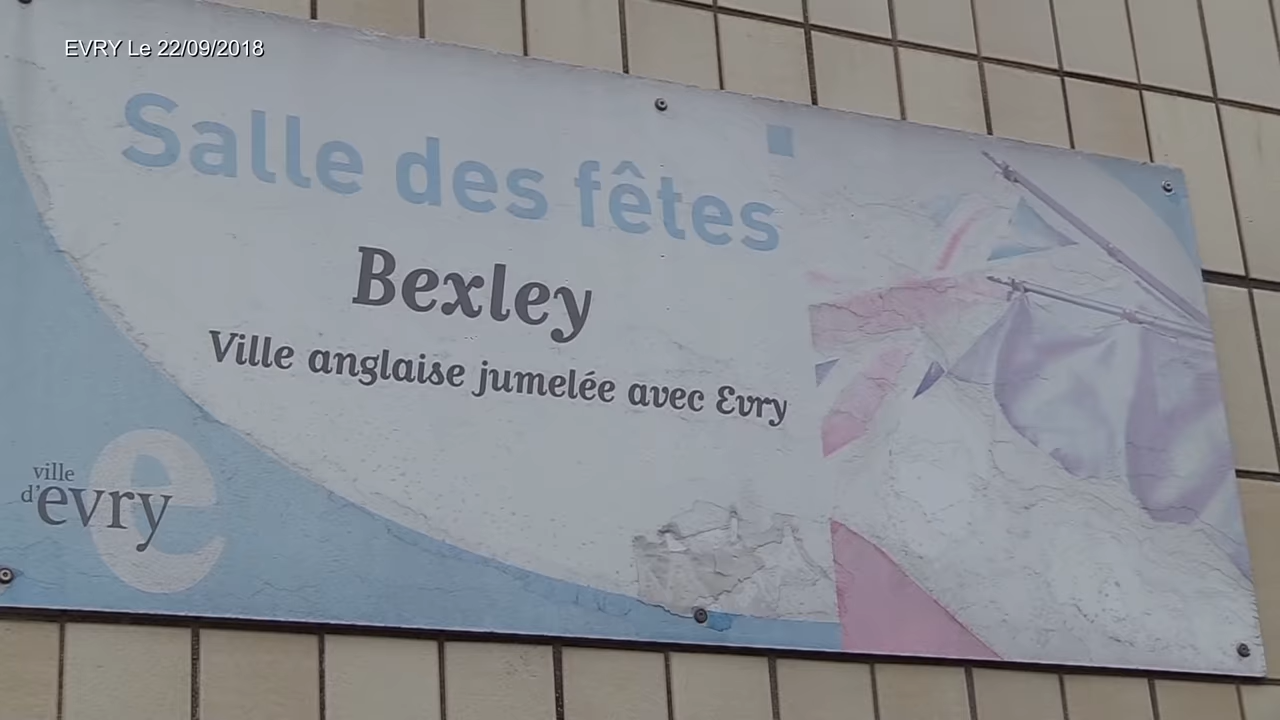 EVRY Le 22/09/2018
Salle des fêtes
Bexley
Ville anglaise jumelée avec Evry
ville
d'evry
e